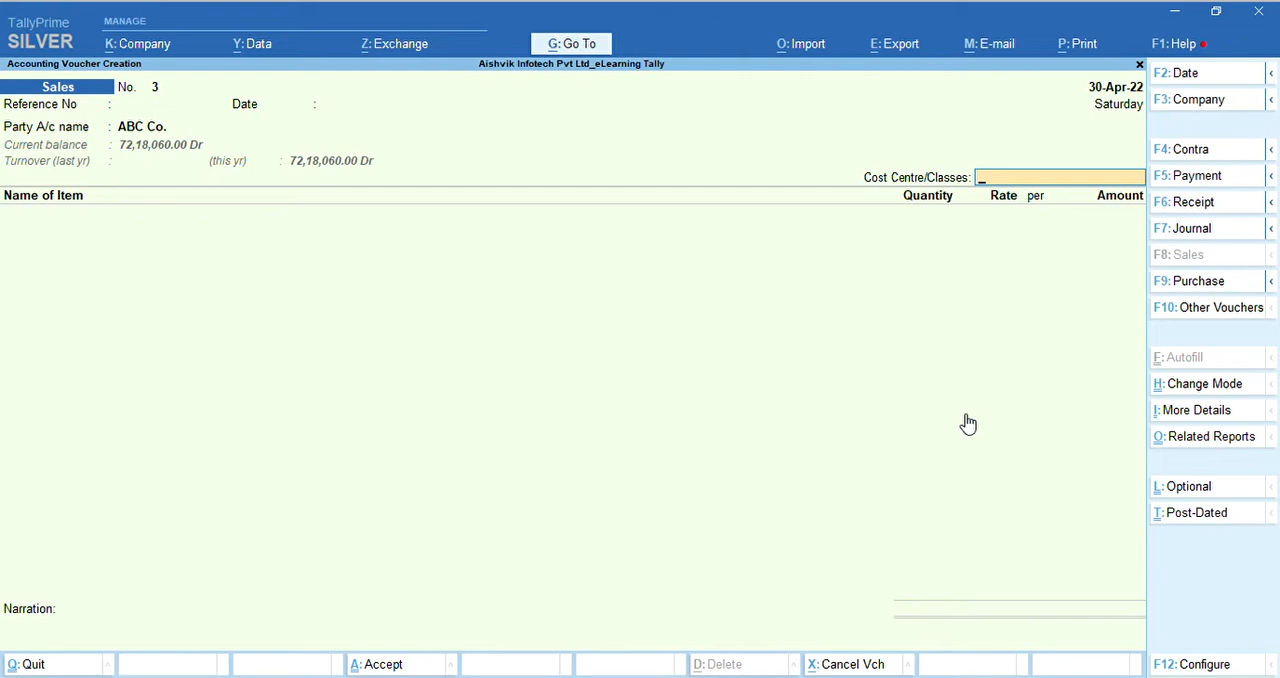 TallyPrime
SILVER
MANAGE
K: Company
Y: Data
Z: Exchange
G: Go To
O: Import
E: Export
M: E-mail
P: Print
F1: Help
Accounting Voucher Creation
Aishvik Infotech Pvt Ltd_eLearning Tally
Sales No. 3
30-Apr-22
Reference No :
Date :
Saturday
Party A/c name : ABC Co.
Current balance : 72,18,060.00 Dr
Turnover (last yr) : (this yr) : 72,18,060.00 Dr
Cost Centre/Classes:
Name of Item
Quantity
Rate per
Amount
Narration:
F2: Date
F3: Company
F4: Contra
F5: Payment
F6: Receipt
F7: Journal
F8: Sales
F9: Purchase
F10: Other Vouchers
F: Autofill
H: Change Mode
I: More Details
O: Related Reports
L: Optional
T: Post-Dated
Q: Quit
A: Accept
D: Delete
X: Cancel Vch
F12: Configure